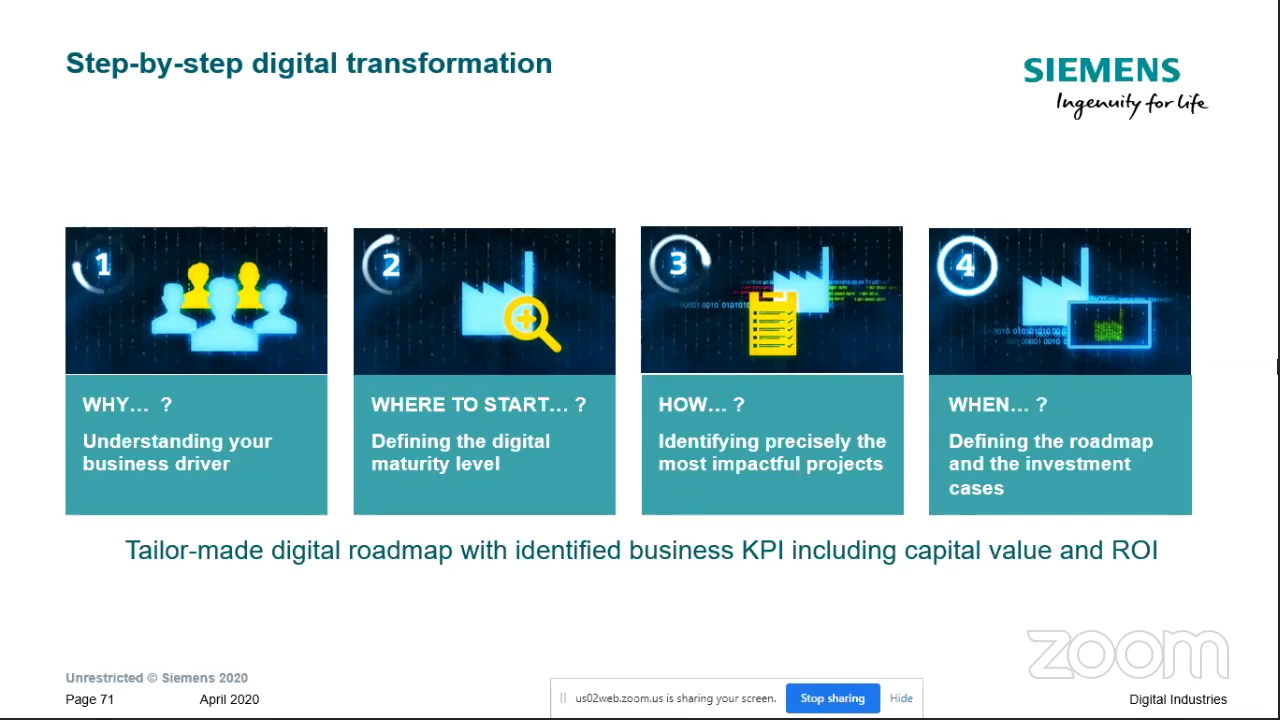 Step-by-step digital transformation
SIEMENS
Ingenuity for life
1
2
3
4
WHY… ?
Understanding your
business driver
WHERE TO START… ?
Defining the digital
maturity level
HOW… ?
Identifying precisely the
most impactful projects
WHEN… ?
Defining the roadmap
and the investment
cases
Tailor-made digital roadmap with identified business KPI including capital value and ROI
zoom
Unrestricted © Siemens 2020
Page 71
April 2020
us02web.zoom.us is sharing your screen.
Stop sharing
Hide
Digital Industries